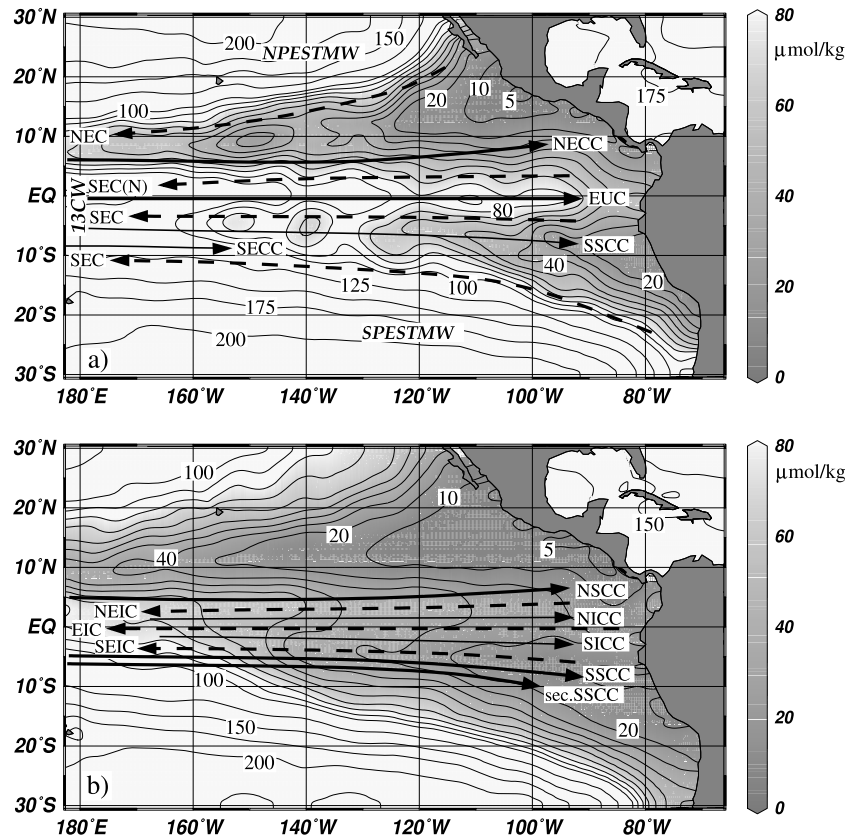 30°N
200
150
NPESTMW
20°N
20
10
5
175
100
NEC
10°N
NECC
SEC(N)
EQ
EUC
13CW
SEC
80
SSCC
SECC
10°S
SEC
40
20
125
100
175
20°S
200
SPESTMW
a)
30°S
180°E
160°W
140°W
120°W
100°W
80°W
80
μmol/kg
60
40
20
0
30°N
100
20°N
10
150
20
10°N
40
5
NSCC
NEIC
NICC
EQ
EIC
SEIC
SICC
SSCC
100
sec.SSCC
10°S
150
20
20°S
200
b)
30°S
180°E
160°W
140°W
120°W
100°W
80°W
80
μmol/kg
60
40
20
0